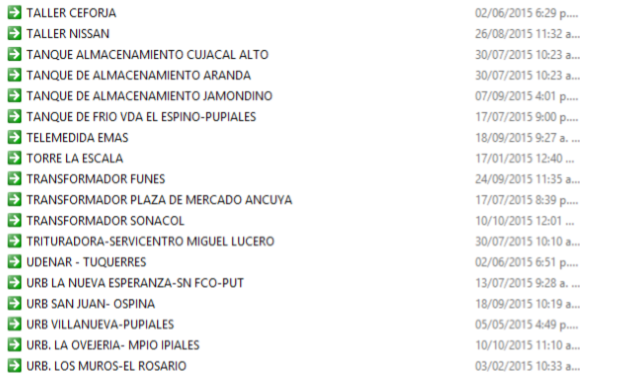 TALLER CEFORJA 02/06/2015 6:29 p....
TALLER NISSAN 26/08/2015 11:32 a...
TANQUE ALMACENAMIENTO CUJACAL ALTO 30/07/2015 10:23 a...
TANQUE DE ALMACENAMIENTO ARANDA 30/07/2015 10:23 a...
TANQUE DE ALMACENAMIENTO JAMONDINO 07/09/2015 4:01 p....
TANQUE DE FRIO VDA EL ESPINO-PUPIALES 17/07/2015 9:00 p....
TELEMEDIDA EMAS 18/09/2015 9:27 a. ...
TORRE LA ESCALA 17/01/2015 12:40 ...
TRANSFORMADOR FUNES 24/09/2015 11:35 a...
TRANSFORMADOR PLAZA DE MERCADO ANCUYA 17/07/2015 8:39 p....
TRANSFORMADOR SONACOL 10/10/2015 12:01 ...
TRITURADORA-SERVICENTRO MIGUEL LUCERO 30/07/2015 10:10 a...
UDENAR - TUQUERRES 02/06/2015 6:51 p....
URB LA NUEVA ESPERANZA-SN FCO-PUT 13/07/2015 9:28 a. ...
URB SAN JUAN- OSPINA 18/09/2015 10:19 a...
URB VILLANUEVA-PUPIALES 05/05/2015 4:49 p....
URB. LA OVEJERIA- MPIO IPIALES 10/10/2015 11:10 a...
URB. LOS MUROS-EL ROSARIO 03/02/2015 10:33 a...